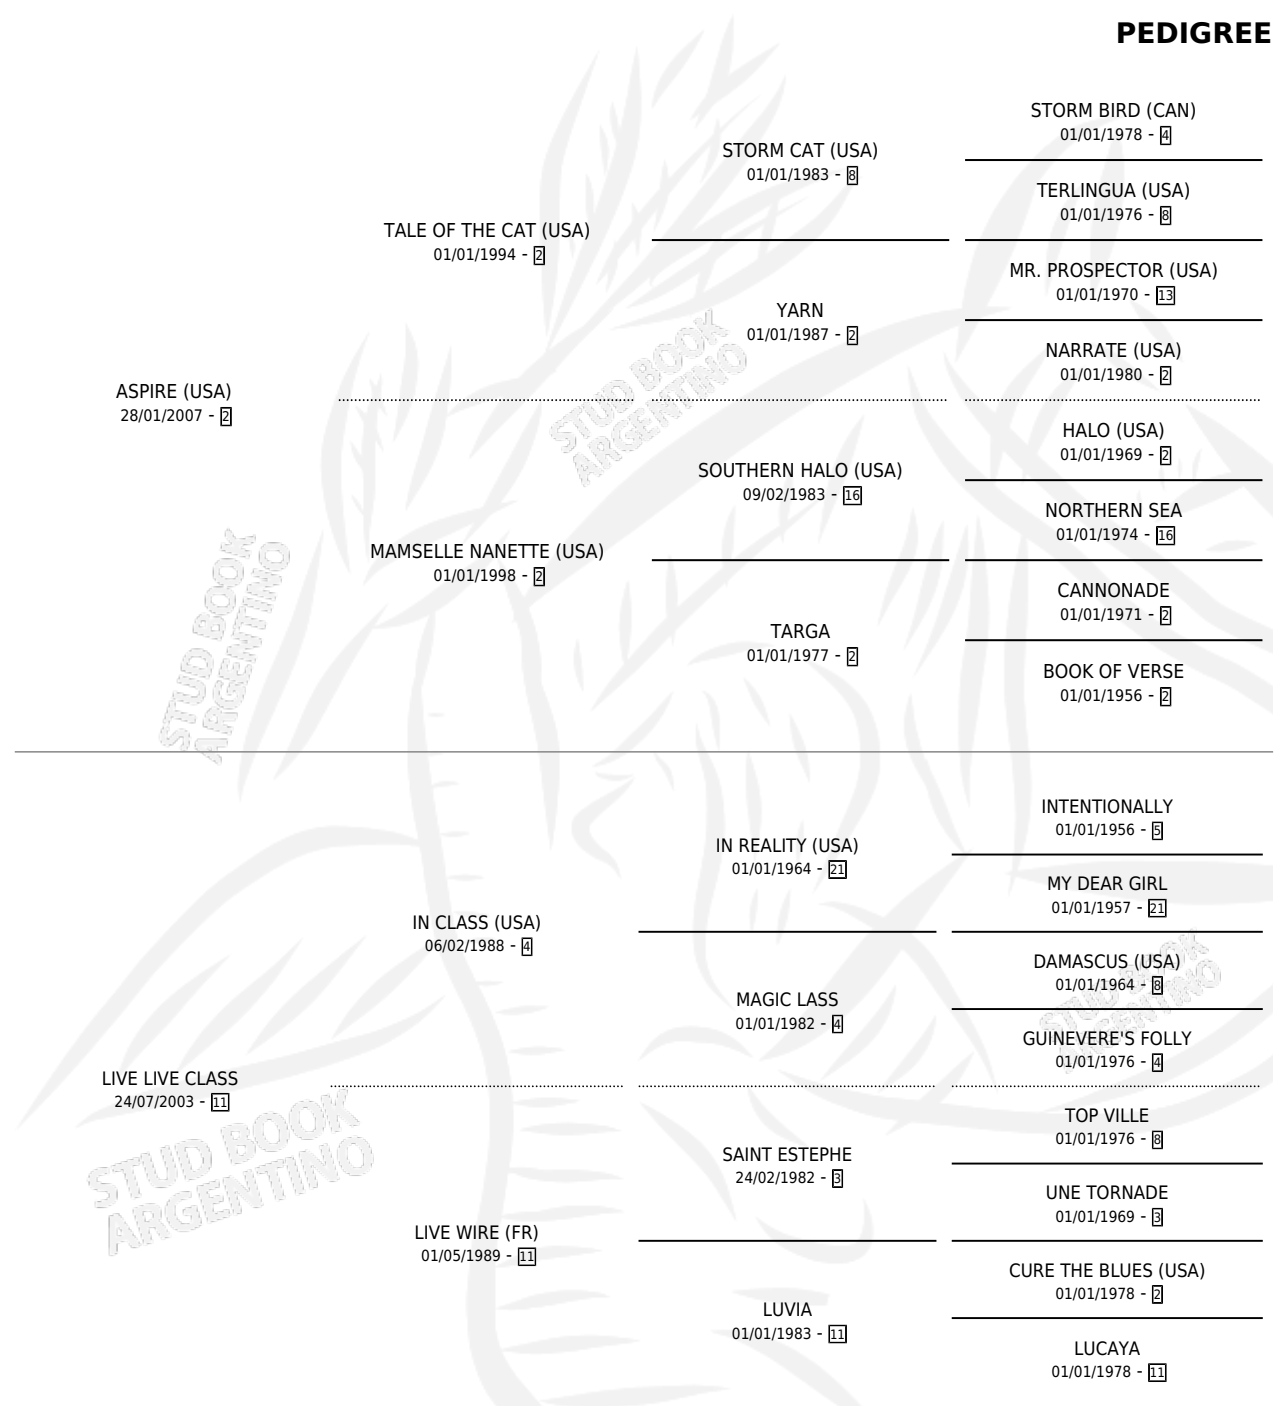 PEDIGREE
STORM BIRD (CAN)
01/01/1978 - 4
STORM CAT (USA)
01/01/1983 - 8
TERLINGUA (USA)
01/01/1976 - 8
TALE OF THE CAT (USA)
01/01/1994 - 2
MR. PROSPECTOR (USA)
01/01/1970 - 13
YARN
01/01/1987 - 2
NARRATE (USA)
01/01/1980 - 2
ASPIRE (USA)
28/01/2007 - 2
STUD BOOK
ARGENTINO
HALO (USA)
01/01/1969 - 2
SOUTHERN HALO (USA)
09/02/1983 - 16
NORTHERN SEA
01/01/1974 - 16
MAMSELLE NANETTE (USA)
01/01/1998 - 2
CANNONADE
01/01/1971 - 2
TARGA
01/01/1977 - 2
BOOK OF VERSE
01/01/1956 - 2
STUD BOOK
ARGENTINO
INTENTIONALLY
01/01/1956 - 5
IN REALITY (USA)
01/01/1964 - 21
MY DEAR GIRL
01/01/1957 - 21
IN CLASS (USA)
06/02/1988 - 4
DAMASCUS (USA)
01/01/1964 - 8
MAGIC LASS
01/01/1982 - 4
GUINEVERE'S FOLLY
01/01/1976 - 4
STUD BOOK
ARGENTINO
LIVE LIVE CLASS
24/07/2003 - 11
TOP VILLE
01/01/1976 - 8
SAINT ESTEPHE
24/02/1982 - 3
UNE TORNADE
01/01/1969 - 3
STUD BOOK
ARGENTINO
LIVE WIRE (FR)
01/05/1989 - 11
CURE THE BLUES (USA)
01/01/1978 - 2
LUVIA
01/01/1983 - 11
LUCAYA
01/01/1978 - 11